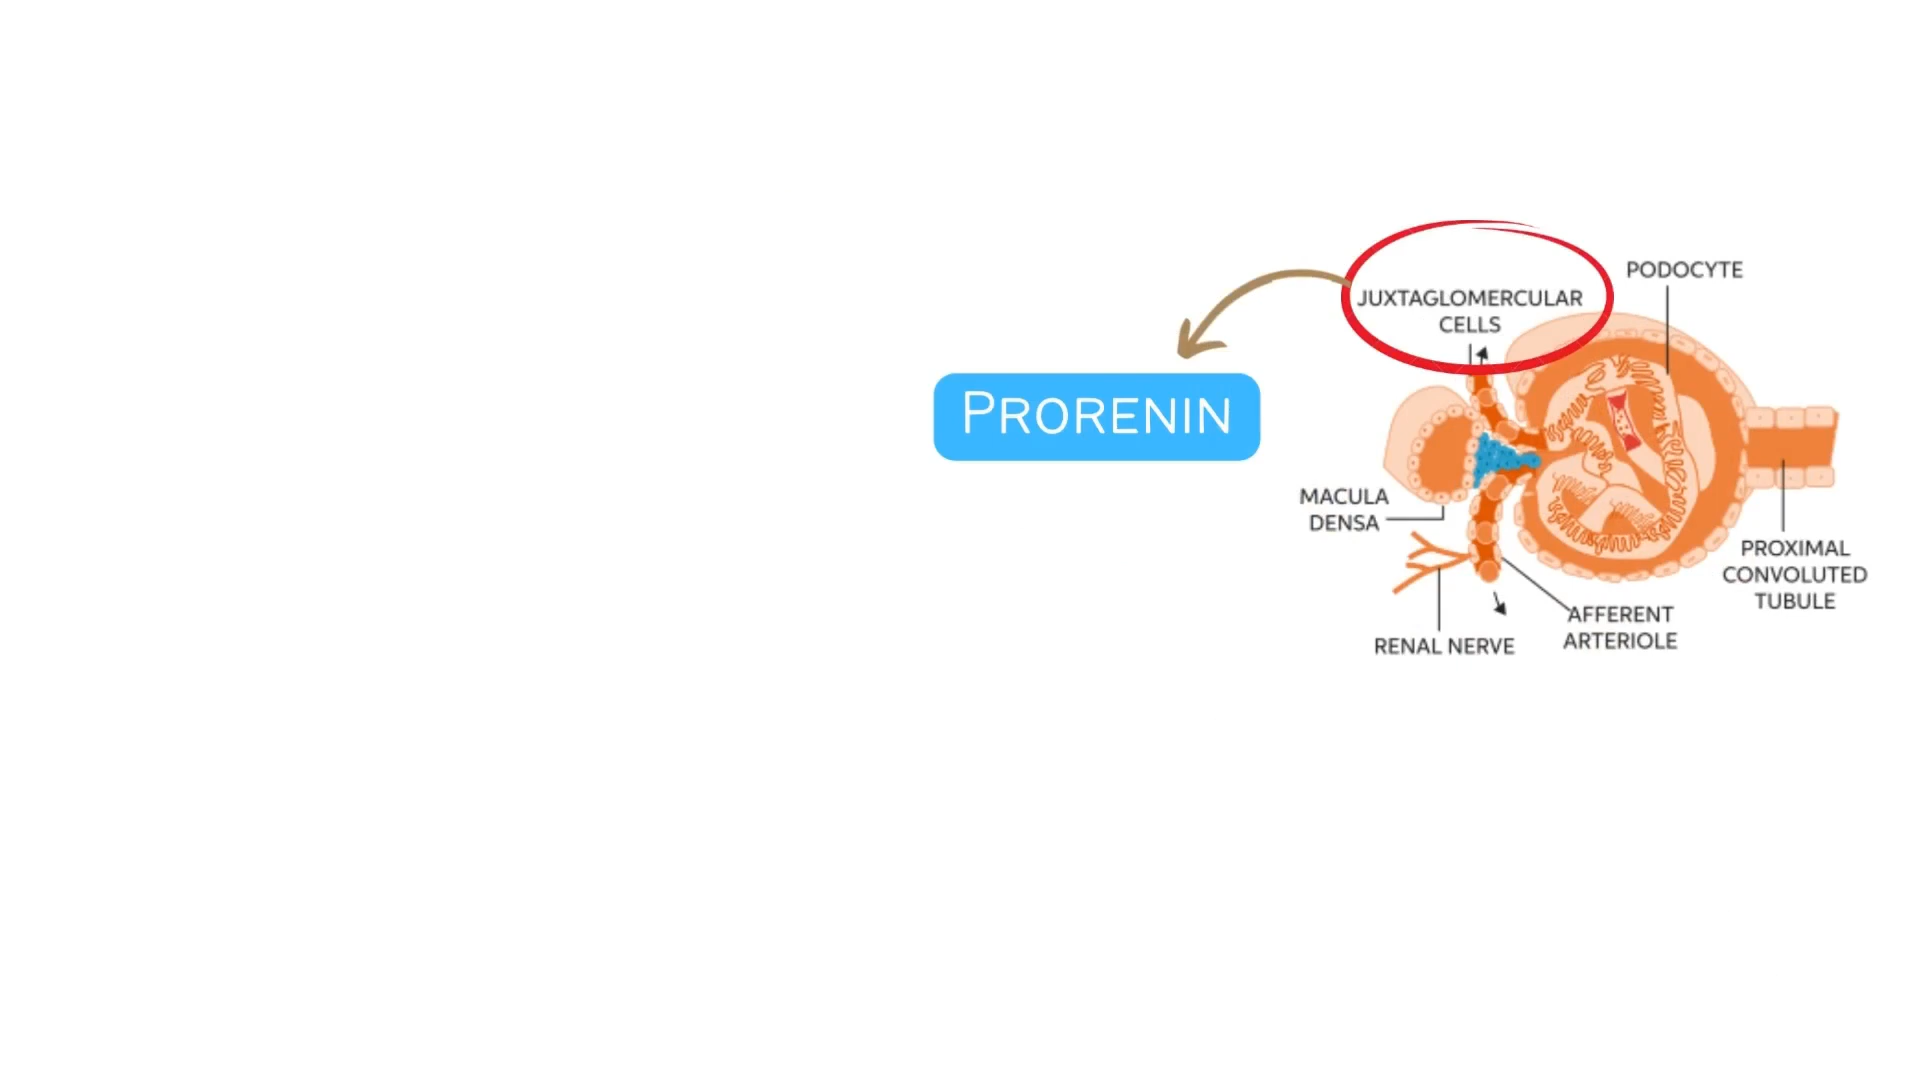 PODOCYTE
JUXTAGLOMERCULAR
CELLS
PRORENIN
MACULA
DENSA
PROXIMAL
CONVOLUTED
TUBULE
AFFERENT
ARTERIOLE
RENAL NERVE